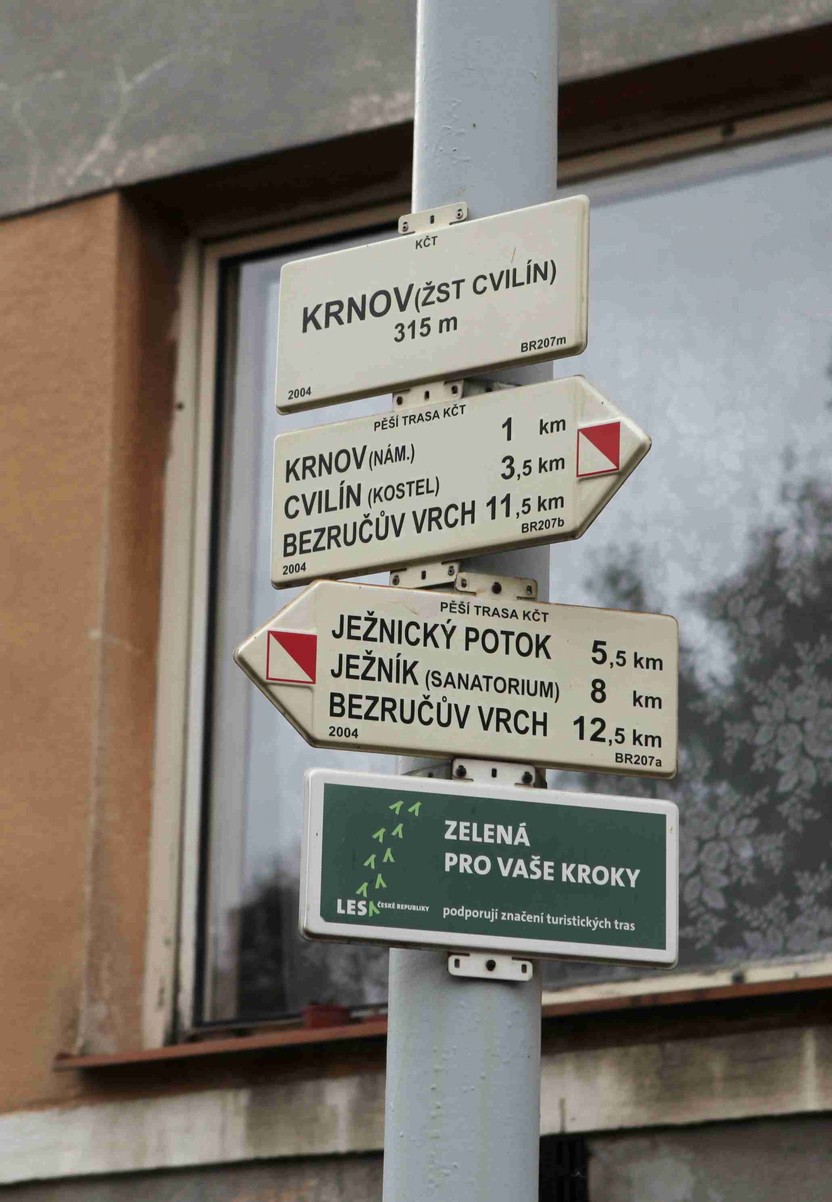 KČT
KRNOV(ŽST CVILÍN)
315 m
2004 BR207m
PĚŠÍ TRASA KČT
KRNOV(NÁM.) 1 km
CVILÍN (KOSTEL) 3,5 km
BEZRUČŮV VRCH 11,5 km
2004 BR207b
PĚŠÍ TRASA KČT
JEŽNICKÝ POTOK 5,5 km
JEŽNÍK (SANATORIUM) 8 km
BEZRUČŮV VRCH 12,5 km
2004 BR207a
ZELENÁ
PRO VAŠE KROKY
LESY ČESKÉ REPUBLIKY podporují značení turistických tras